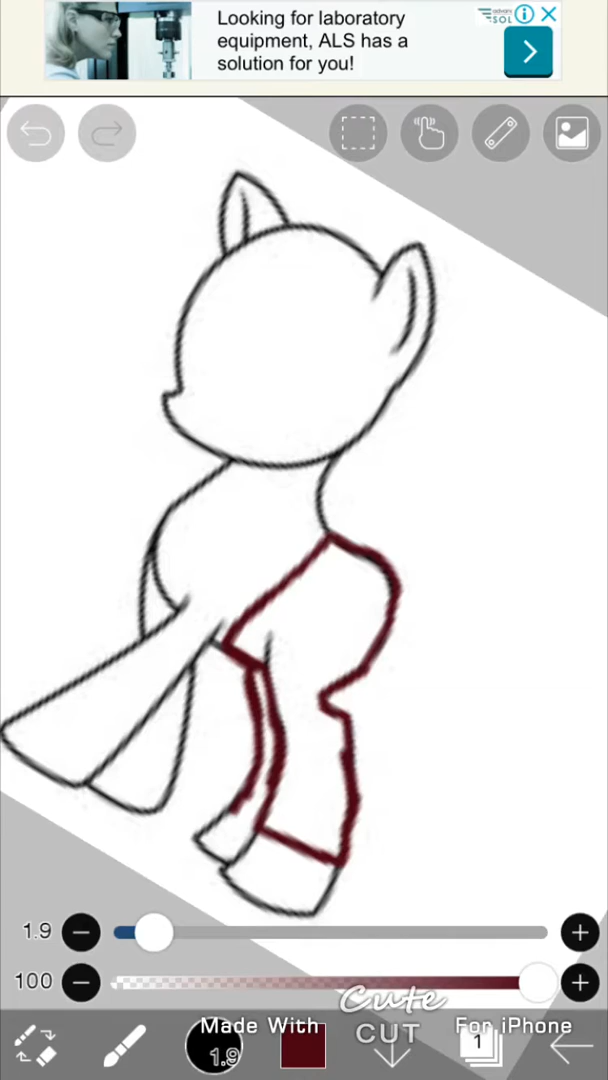 Looking for laboratory
equipment, ALS has a
solution for you!
SOL
1.9
100
Cute
CUT
Made With
For iPhone
1.9
1